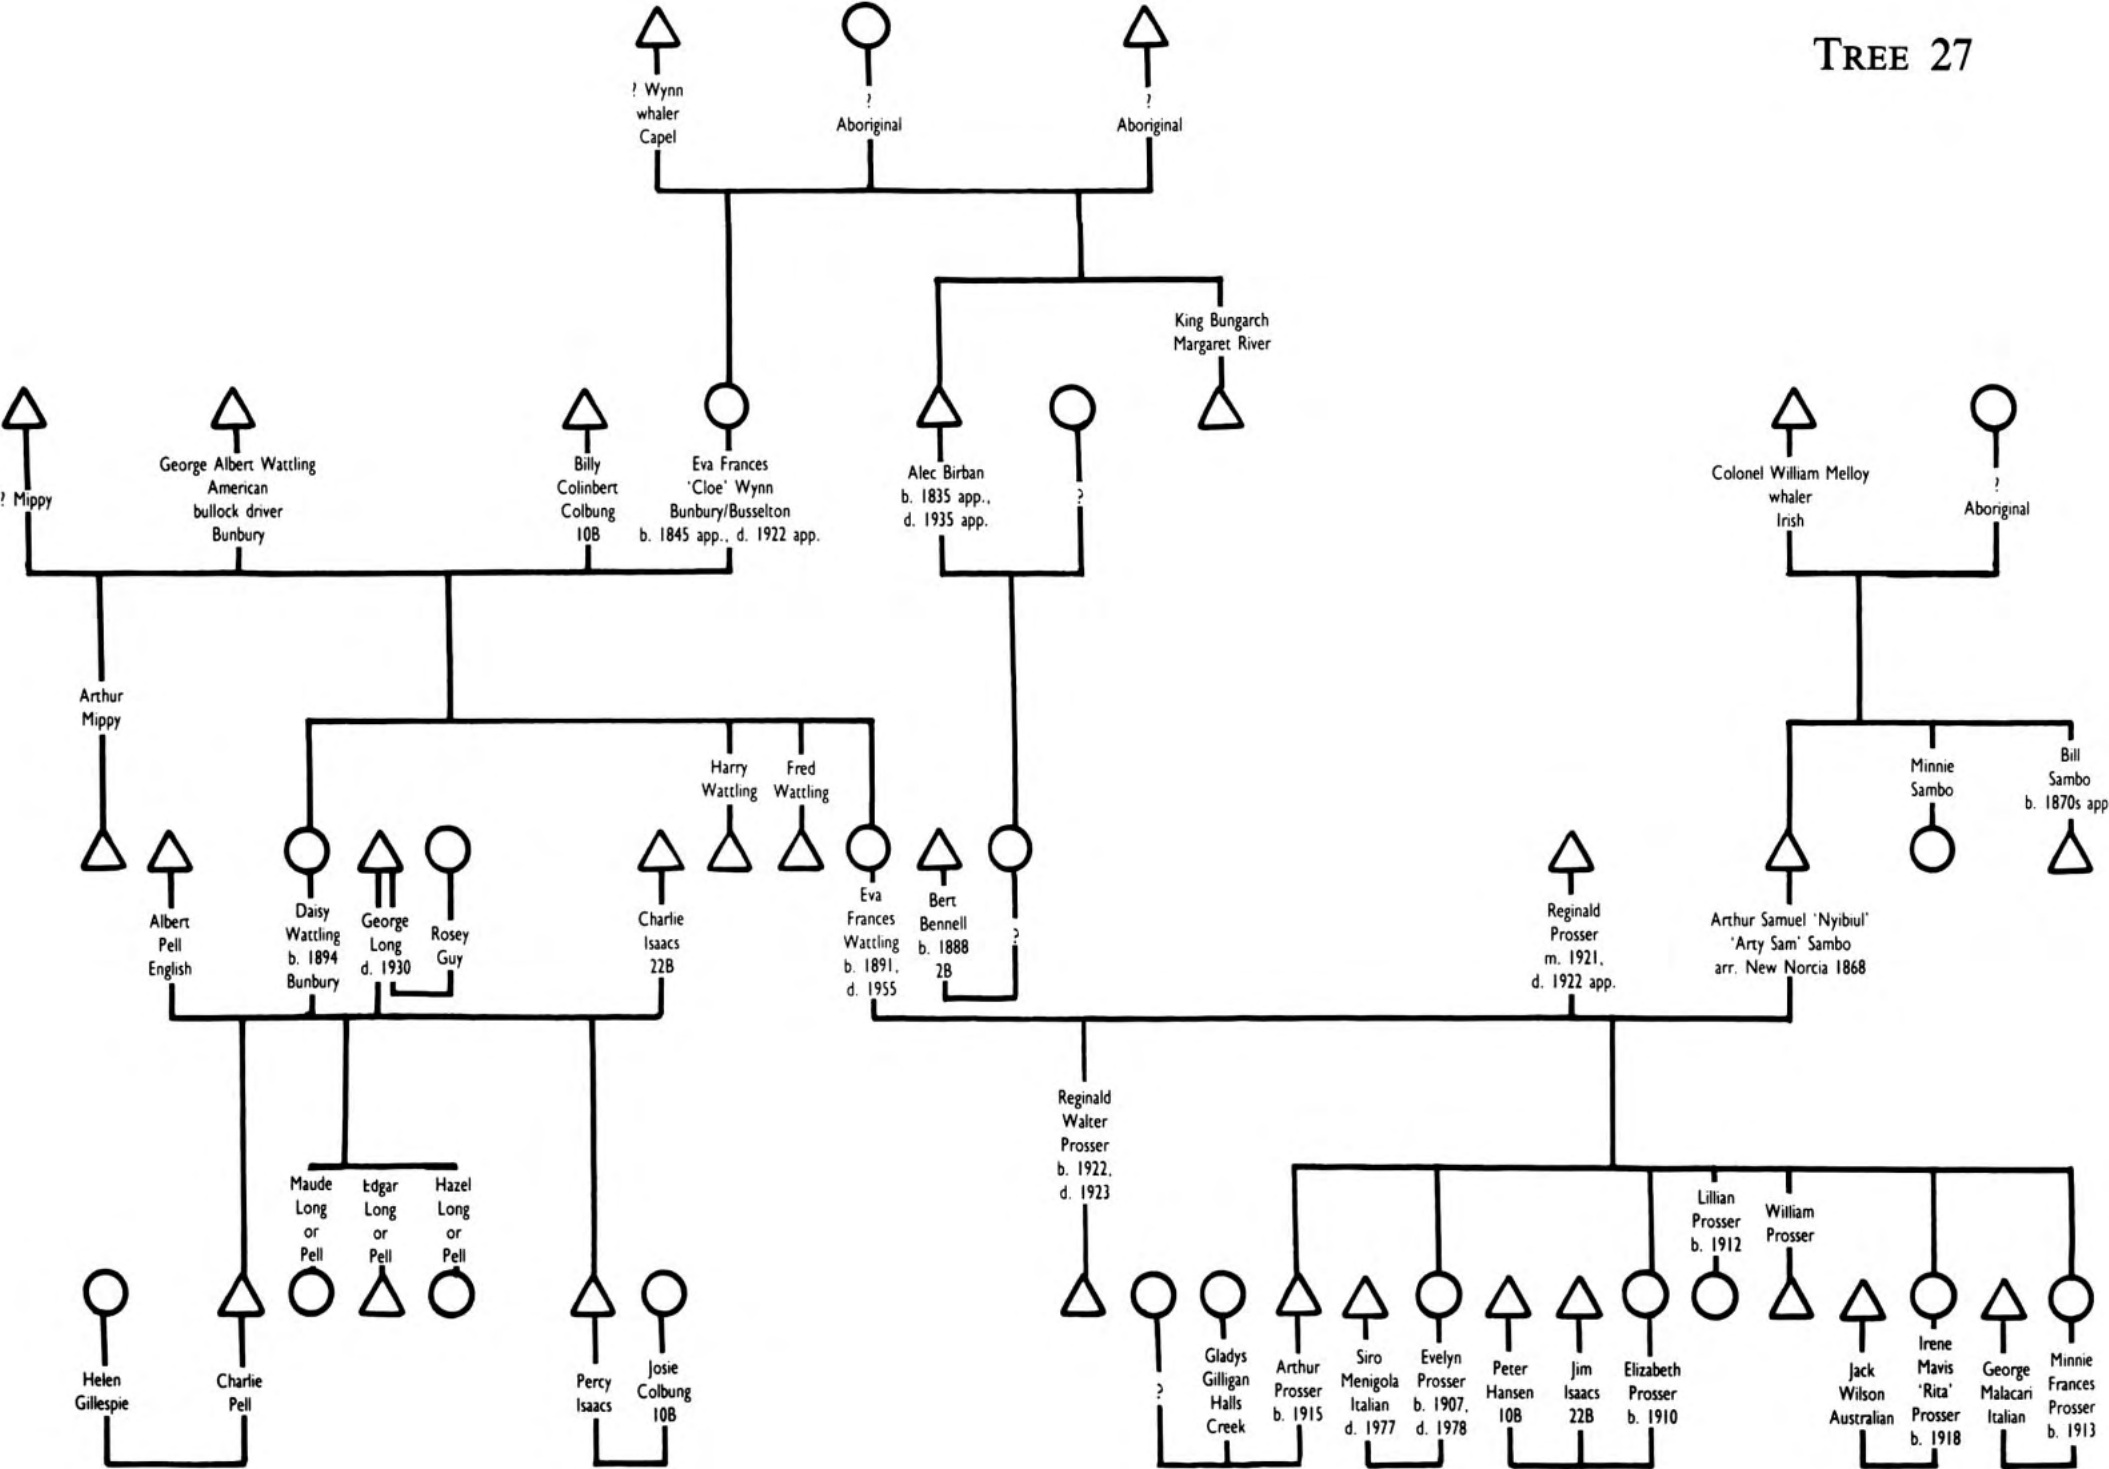 TREE 27
? Wynn
whaler
Capel
?
Aboriginal
?
Aboriginal
King Bungarch
Margaret River
? Mippy
George Albert Wattling
American
bullock driver
Bunbury
Billy
Colinbert
Colbung
10B
Eva Frances
'Cloe' Wynn
Bunbury/Busselton
b. 1845 app., d. 1922 app.
Alec Birban
b. 1835 app.,
d. 1935 app.
?
Colonel William Melloy
whaler
Irish
?
Aboriginal
Arthur
Mippy
Harry
Wattling
Fred
Wattling
Minnie
Sambo
Bill
Sambo
b. 1870s app
Albert
Pell
English
Daisy
Wattling
b. 1894
Bunbury
George
Long
d. 1930
Rosey
Guy
Charlie
Isaacs
22B
Eva
Frances
Wattling
b. 1891,
d. 1955
Bert
Bennell
b. 1888
2B
?
Reginald
Prosser
m. 1921,
d. 1922 app.
Arthur Samuel 'Nyibiul'
'Arty Sam' Sambo
arr. New Norcia 1868
Reginald
Walter
Prosser
b. 1922,
d. 1923
Maude
Long
or
Pell
Edgar
Long
or
Pell
Hazel
Long
or
Pell
Lillian
Prosser
b. 1912
William
Prosser
Helen
Gillespie
Charlie
Pell
Percy
Isaacs
Josie
Colbung
10B
?
Gladys
Gilligan
Halls
Creek
Arthur
Prosser
b. 1915
Siro
Menigola
Italian
d. 1977
Evelyn
Prosser
b. 1907,
d. 1978
Peter
Hansen
10B
Jim
Isaacs
22B
Elizabeth
Prosser
b. 1910
Jack
Wilson
Australian
Irene
Mavis
'Rita'
Prosser
b. 1918
George
Malacari
Italian
Minnie
Frances
Prosser
b. 1913